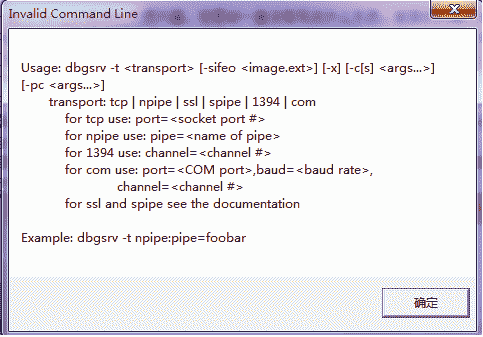 Invalid Command Line
Usage: dbgsrv -t <transport> [-sifeo <image.ext>] [-x] [-c[s] <args...>]
[-pc <args...>]
transport: tcp | npipe | ssl | spipe | 1394 | com
for tcp use: port=<socket port #>
for npipe use: pipe=<name of pipe>
for 1394 use: channel=<channel #>
for com use: port=<COM port>,baud=<baud rate>,
channel=<channel #>
for ssl and spipe see the documentation
Example: dbgsrv -t npipe:pipe=foobar
确定